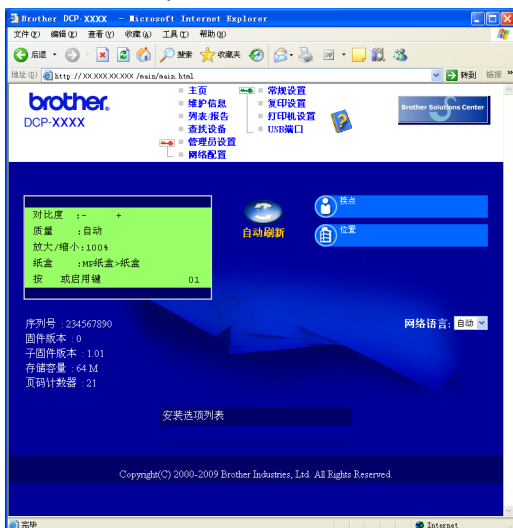 Brother DCP-XXXX - Microsoft Internet Explorer
文件(F) 编辑(E) 查看(V) 收藏(A) 工具(T) 帮助(H)
后退 搜索 收藏夹
地址(D) http://XX.XXX.XX.XXX/main/main.html 转到 链接 »
brother.
DCP-XXXX
主页
维护信息
列表/报告
查找设备
管理员设置
网络配置
常规设置
复印设置
打印机设置
USB端口
Brother Solutions Center
对比度 :- +
质量 :自动
放大/缩小:100%
纸盒 :MP纸盒>纸盒
按 或启用键 01
自动刷新
接点
位置
序列号 : 234567890
固件版本 : 0
子固件版本 : 1.01
存储容量 : 64 M
页码计数器 : 21
网络语言: 自动
安装选项列表
Copyright(C) 2000-2009 Brother Industries, Ltd. All Rights Reserved.
完毕 Internet